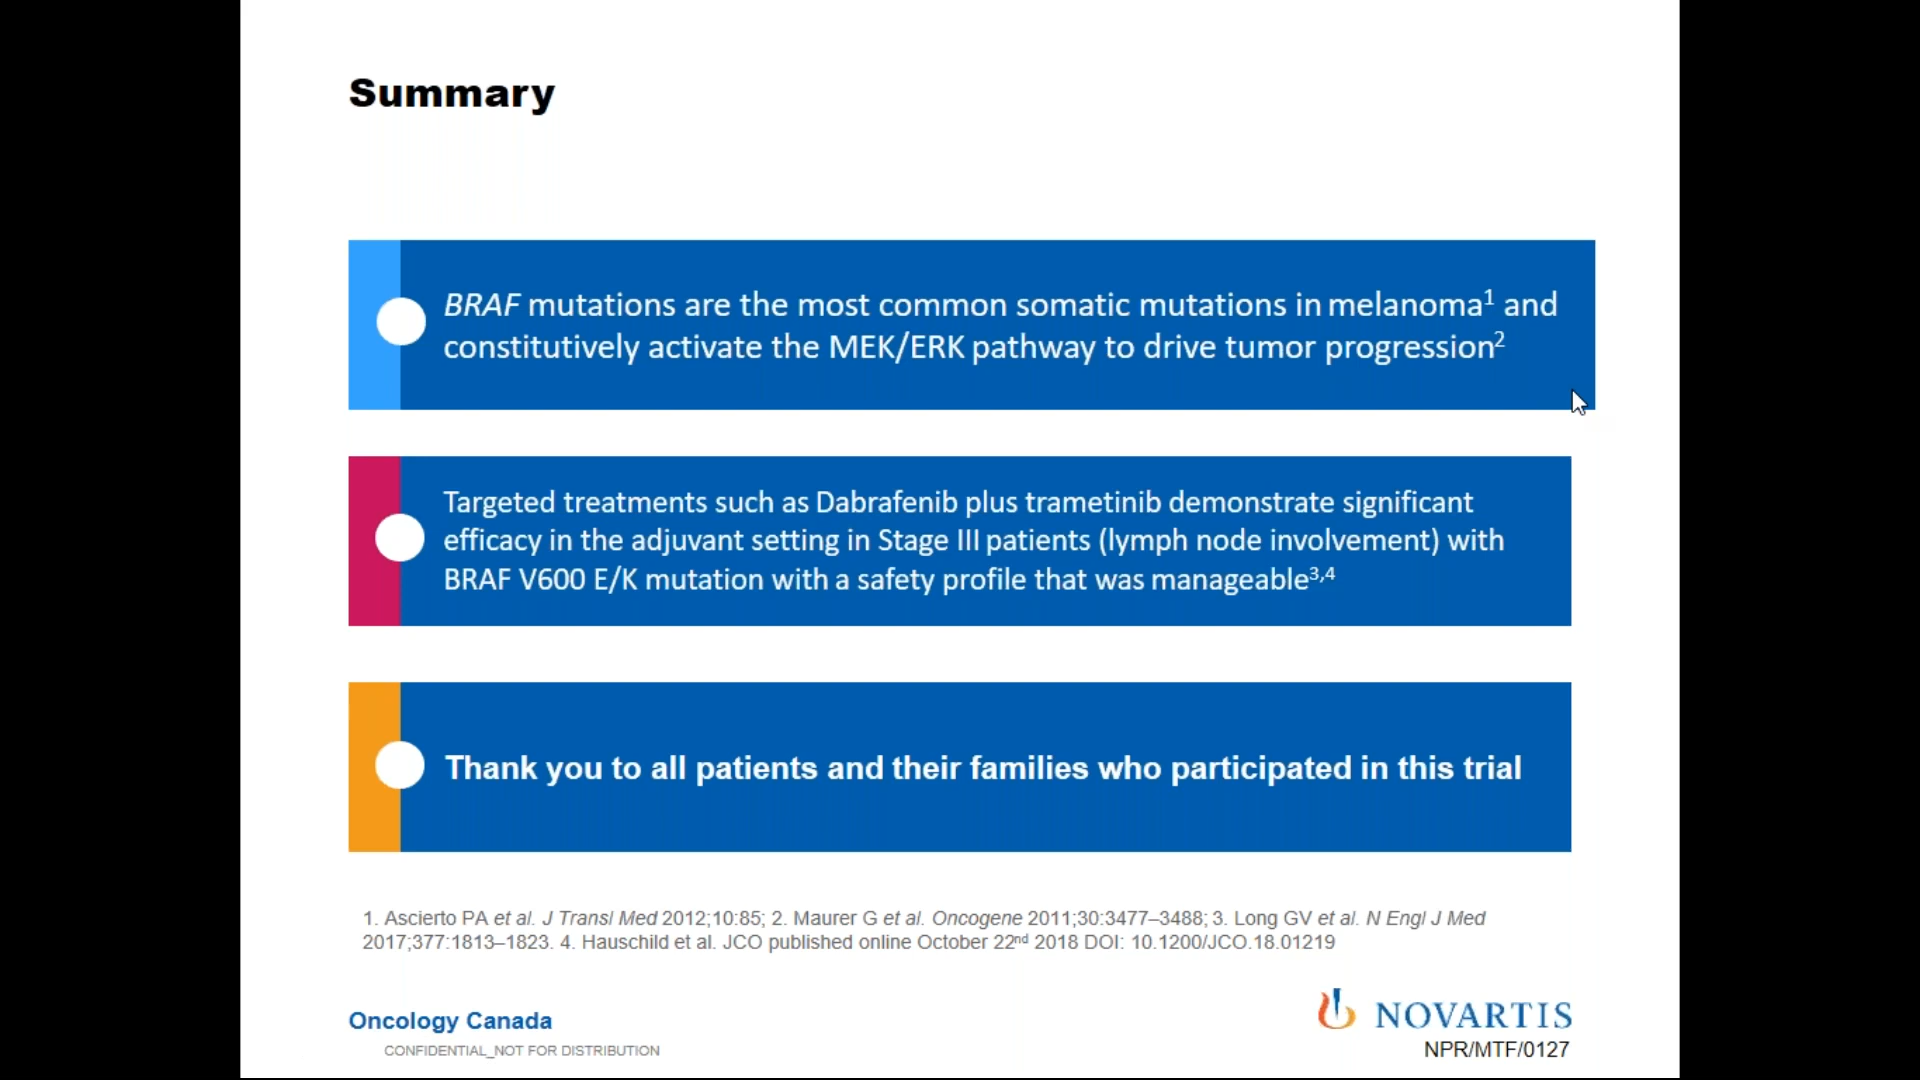 Summary
BRAF mutations are the most common somatic mutations in melanoma¹ and
constitutively activate the MEK/ERK pathway to drive tumor progression²
Targeted treatments such as Dabrafenib plus trametinib demonstrate significant
efficacy in the adjuvant setting in Stage III patients (lymph node involvement) with
BRAF V600 E/K mutation with a safety profile that was manageable³,⁴
Thank you to all patients and their families who participated in this trial
1. Ascierto PA et al. J Transl Med 2012;10:85; 2. Maurer G et al. Oncogene 2011;30:3477–3488; 3. Long GV et al. N Engl J Med
2017;377:1813–1823. 4. Hauschild et al. JCO published online October 22nd 2018 DOI: 10.1200/JCO.18.01219
Oncology Canada
CONFIDENTIAL_NOT FOR DISTRIBUTION
NOVARTIS
NPR/MTF/0127